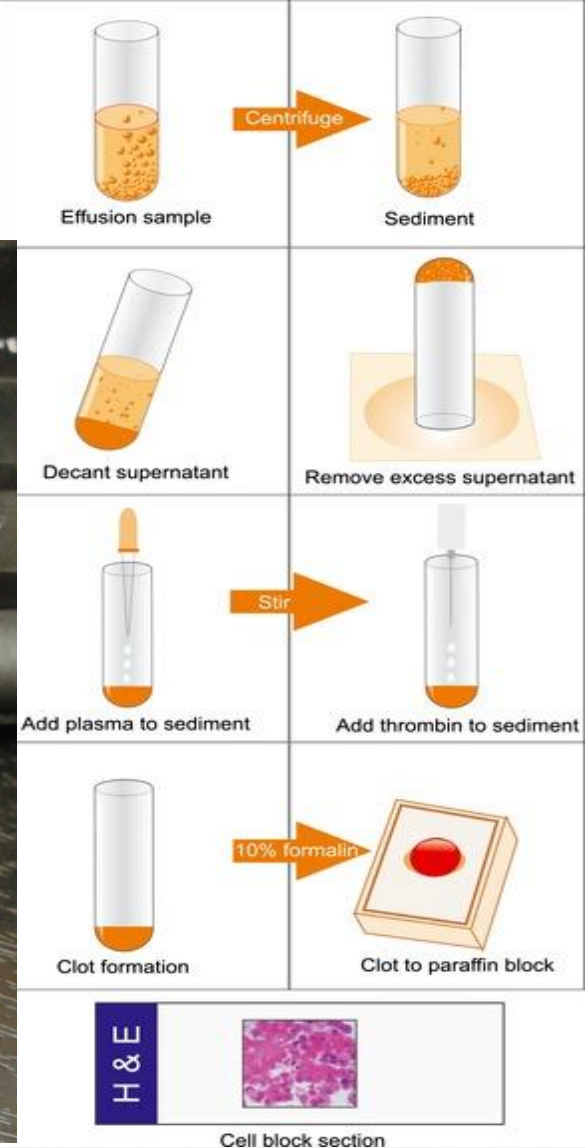 Centrifuge
Effusion sample
Sediment
Decant supernatant
Remove excess supernatant
Stir
Add plasma to sediment
Add thrombin to sediment
10% formalin
Clot formation
Clot to paraffin block
H & E
Cell block section